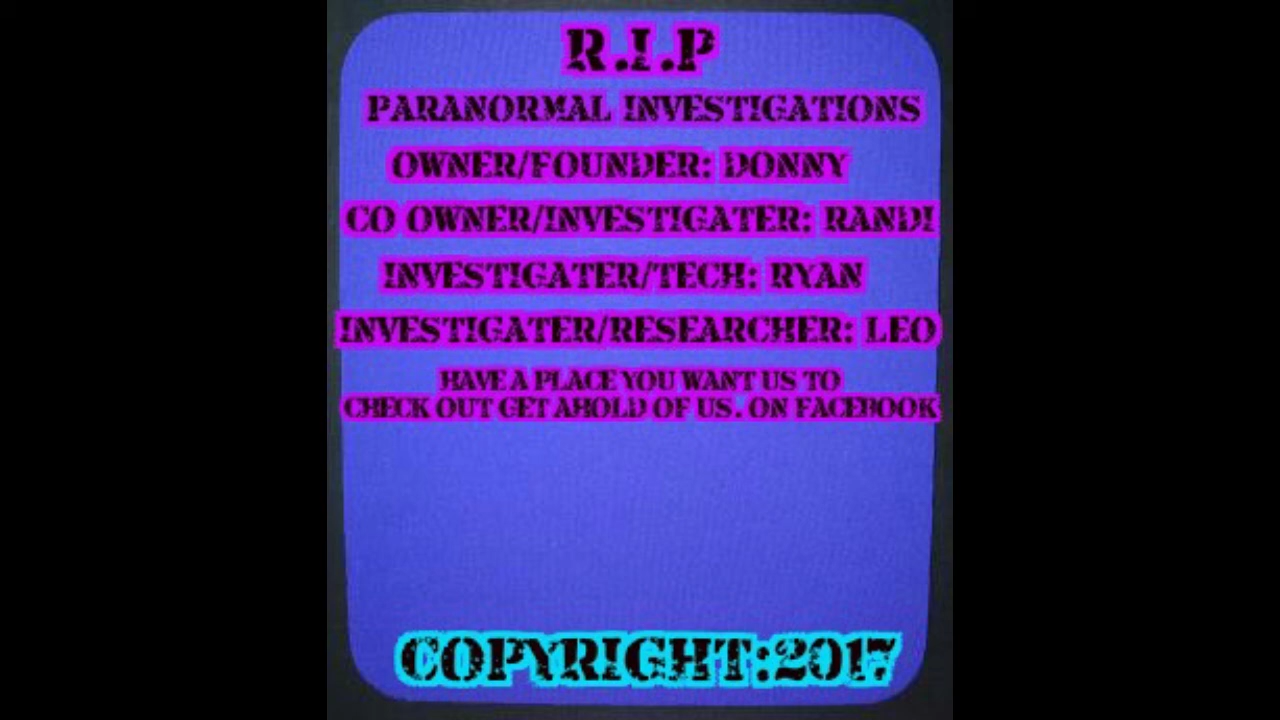 R.I.P
PARANORMAL INVESTIGATIONS
OWNER/FOUNDER: DONNY
CO OWNER/INVESTIGATER: RANDI
INVESTIGATER/TECH: RYAN
INVESTIGATER/RESEARCHER: LEO
HAVE A PLACE YOU WANT US TO
CHECK OUT GET AHOLD OF US. ON FACEBOOK
COPYRIGHT:2017